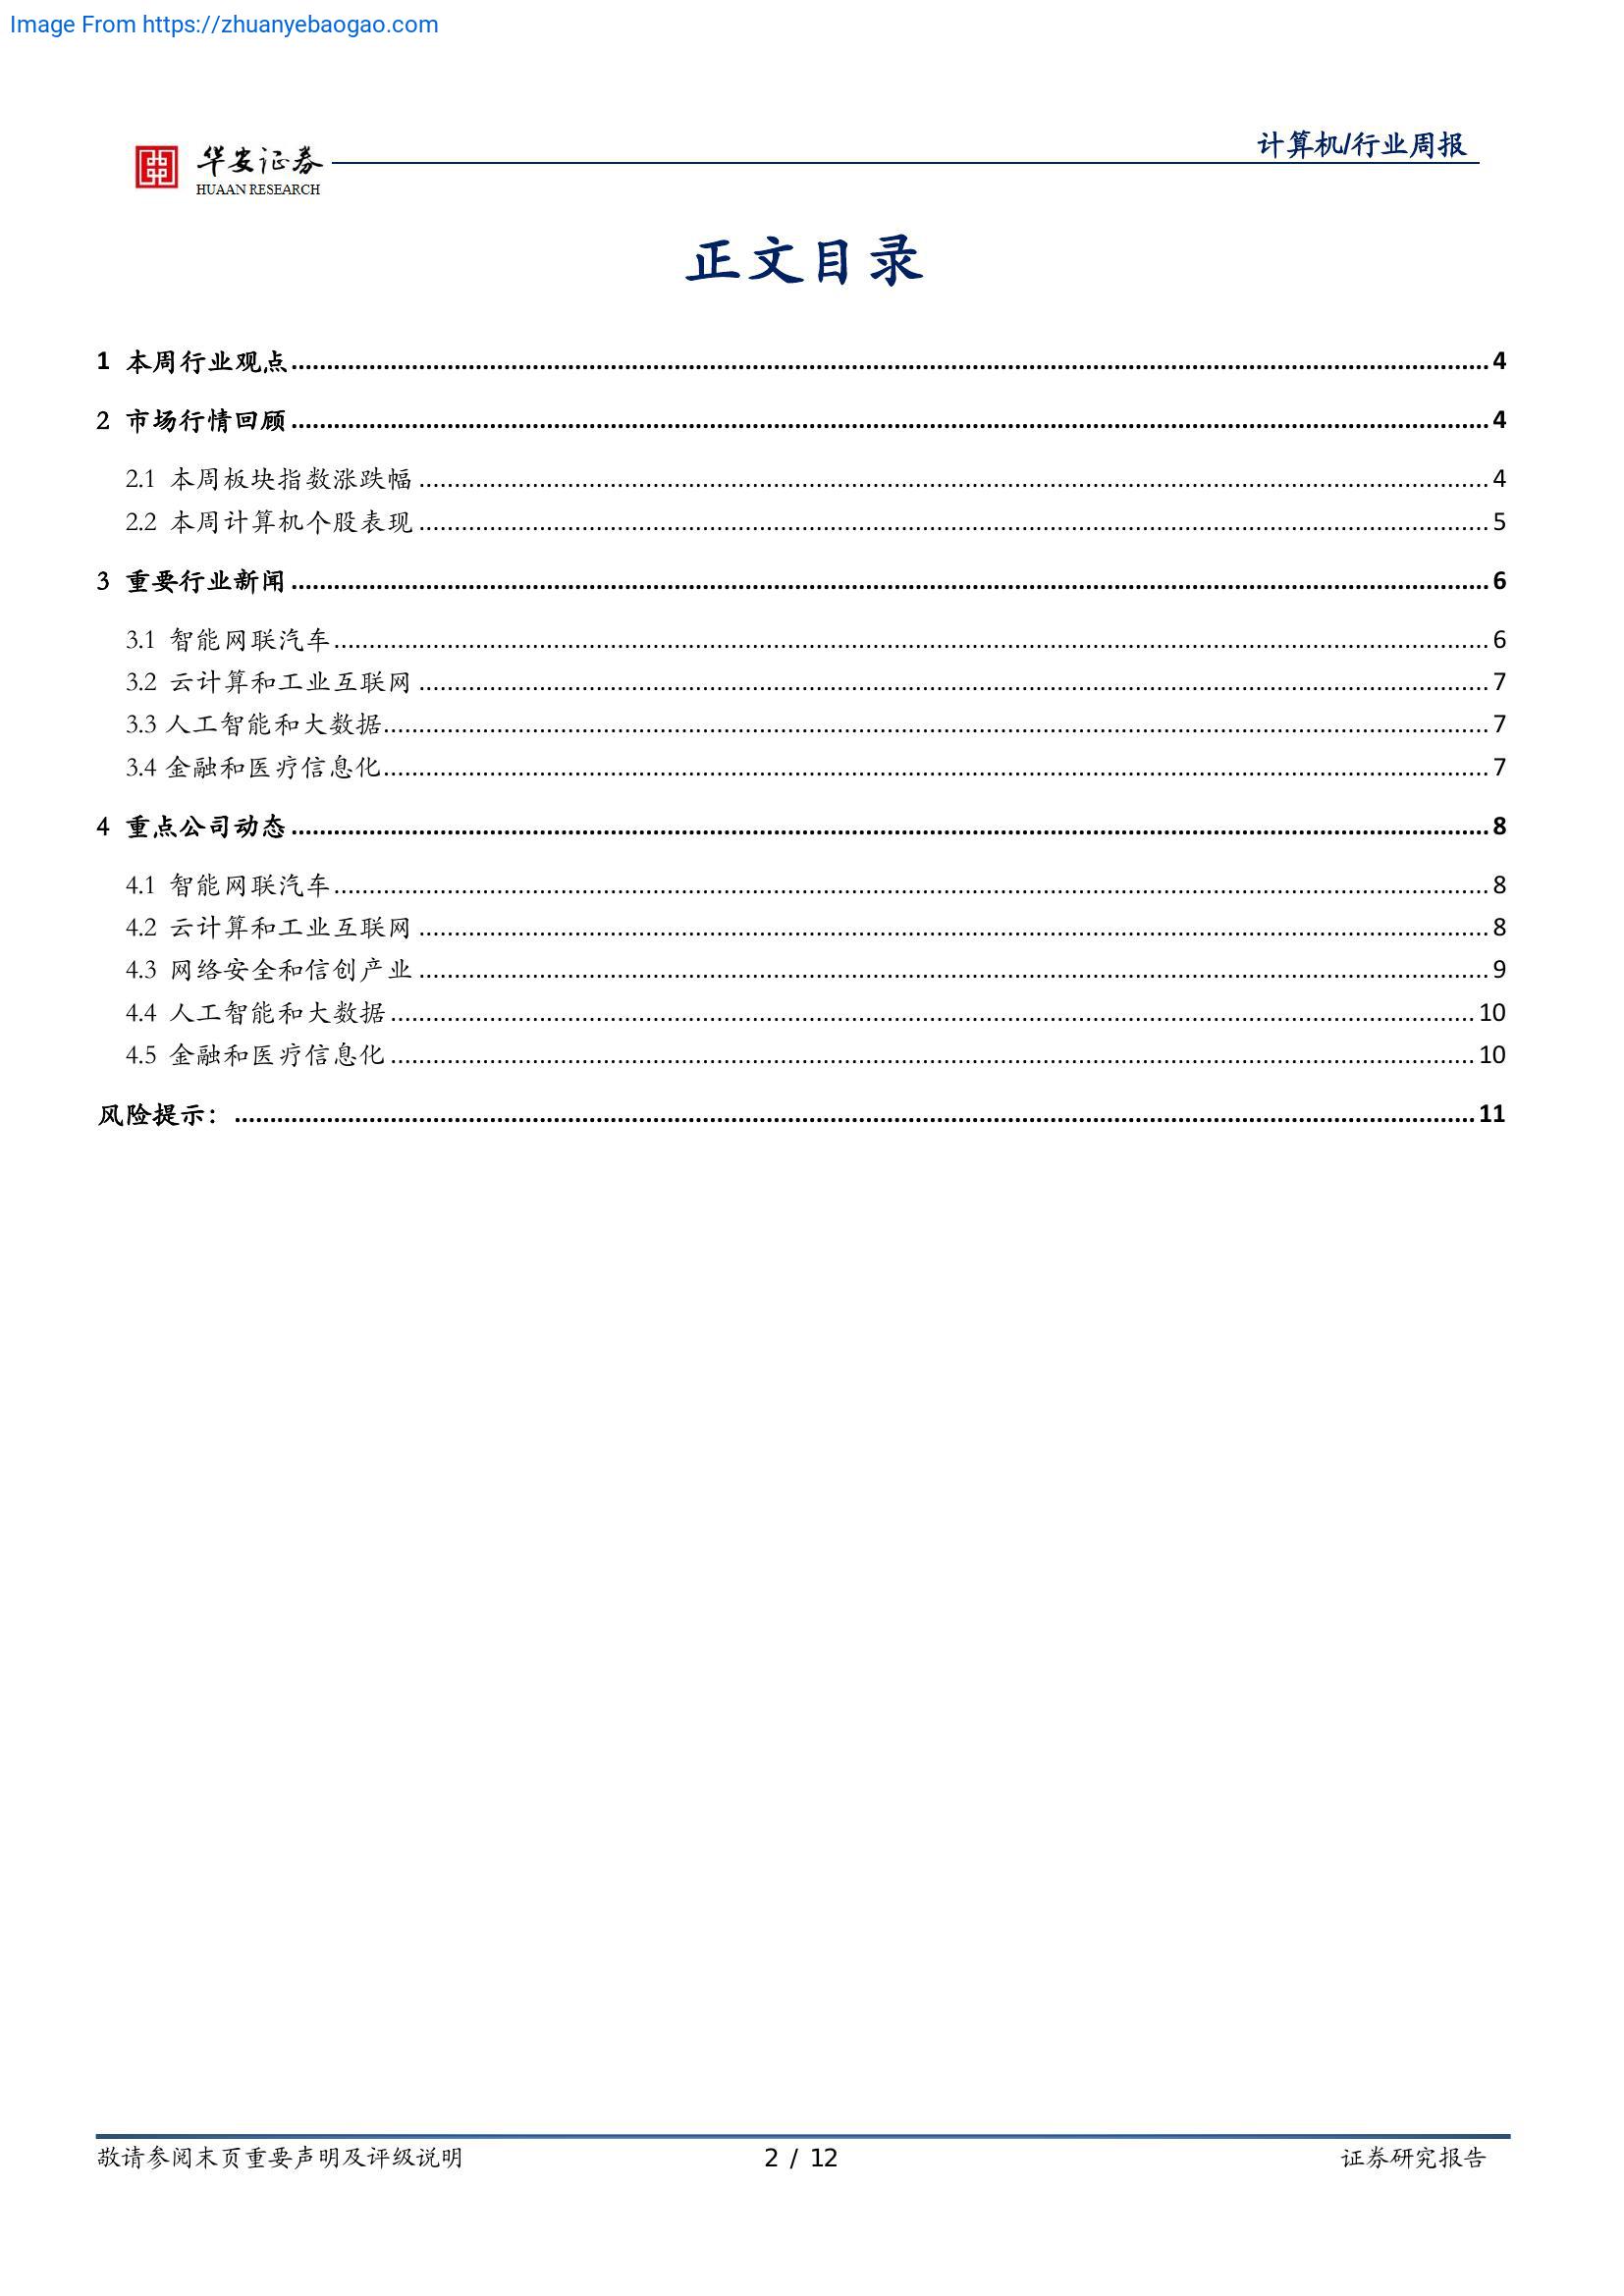 Image From https://zhuanyebaogao.com
计算机/行业周报
华安证券
HUAAN RESEARCH
正文目录
1 本周行业观点........................................................................ 4
2 市场行情回顾........................................................................ 4
2.1 本周板块指数涨跌幅........................................................................ 4
2.2 本周计算机个股表现........................................................................ 5
3 重要行业新闻........................................................................ 6
3.1 智能网联汽车........................................................................ 6
3.2 云计算和工业互联网........................................................................ 7
3.3 人工智能和大数据........................................................................ 7
3.4 金融和医疗信息化........................................................................ 7
4 重点公司动态........................................................................ 8
4.1 智能网联汽车........................................................................ 8
4.2 云计算和工业互联网........................................................................ 8
4.3 网络安全和信创产业........................................................................ 9
4.4 人工智能和大数据........................................................................ 10
4.5 金融和医疗信息化........................................................................ 10
风险提示：........................................................................ 11
敬请参阅末页重要声明及评级说明 2 / 12 证券研究报告